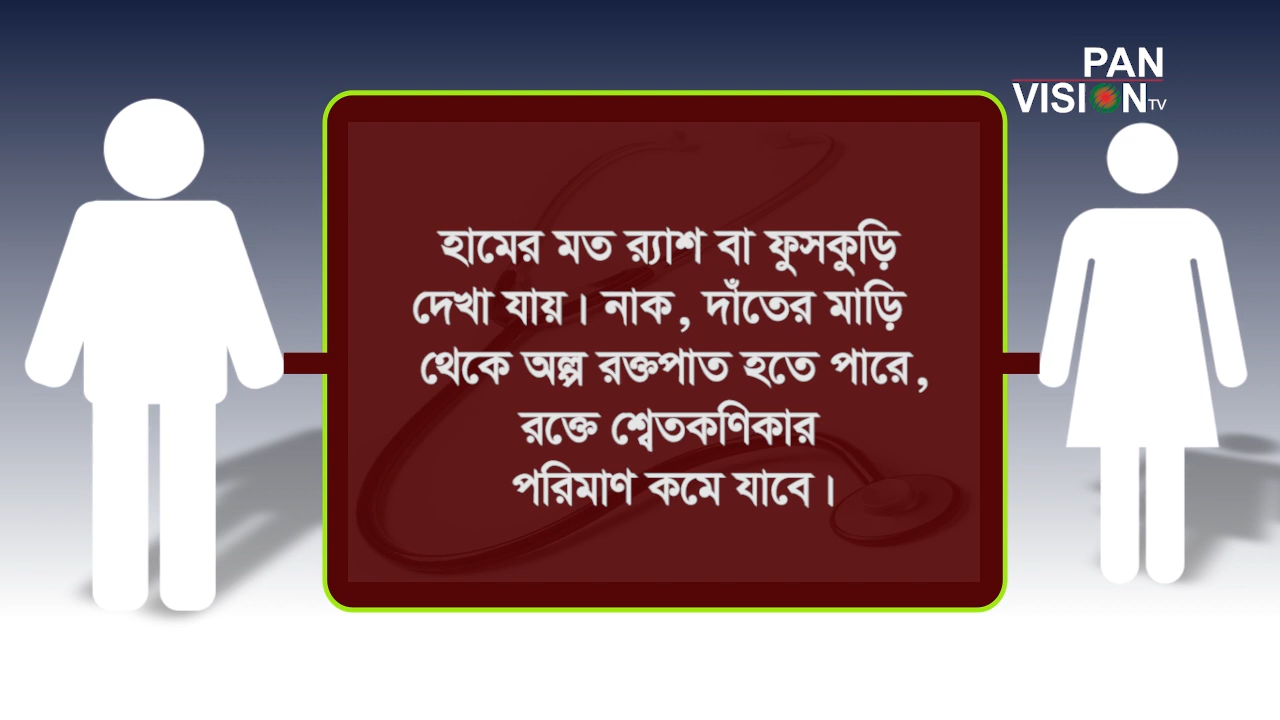 PAN
VISION TV
হামের মত র‍্যাশ বা ফুসকুড়ি
দেখা যায়। নাক, দাঁতের মাড়ি
থেকে অল্প রক্তপাত হতে পারে,
রক্তে শ্বেতকণিকার
পরিমাণ কমে যাবে।